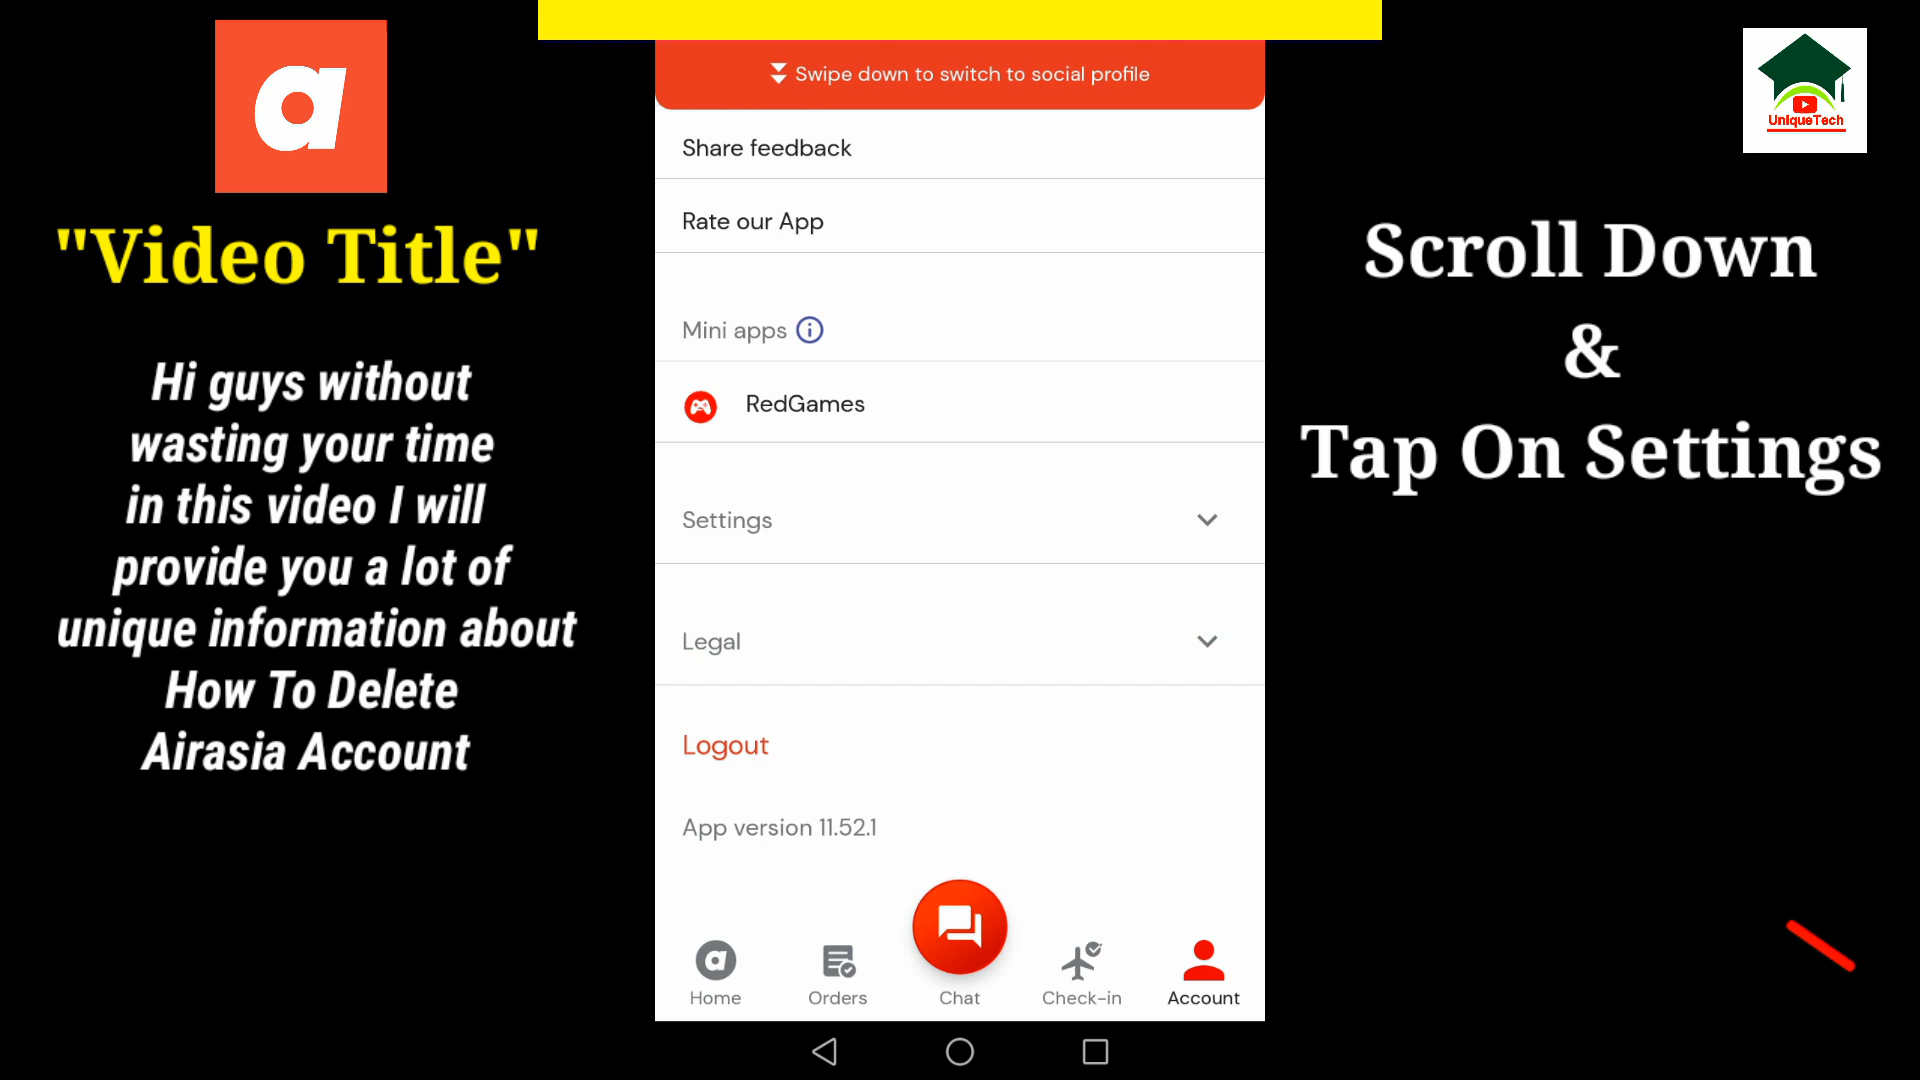 "Video Title"
Hi guys without
wasting your time
in this video I will
provide you a lot of
unique information about
How To Delete
Airasia Account
Swipe down to switch to social profile
Share feedback
Rate our App
Mini apps
RedGames
Settings
Legal
Logout
App version 11.52.1
Home
Orders
Chat
Check-in
Account
UniqueTech
Scroll Down
&
Tap On Settings